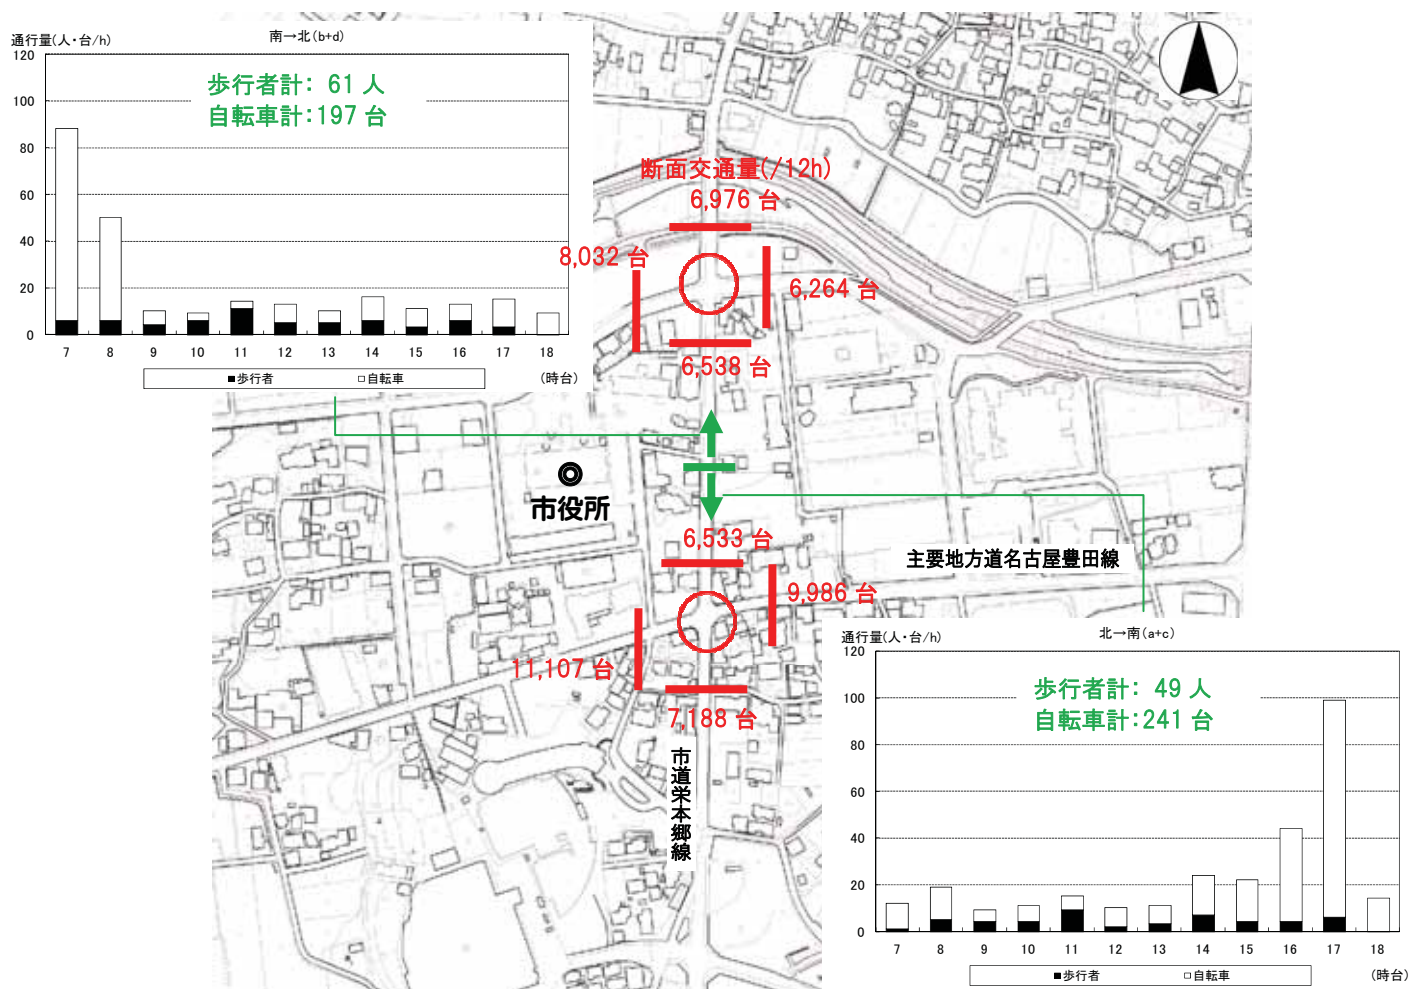 通行量(人・台/h)
南→北(b+d)
120
100
80
60
40
20
0
歩行者計: 61 人
自転車計:197 台
7 8 9 10 11 12 13 14 15 16 17 18
■歩行者 □自転車
(時台)
断面交通量(/12h)
6,976 台
8,032 台
6,264 台
6,538 台
市役所
6,533 台
主要地方道名古屋豊田線
9,986 台
11,107 台
7,188 台
市道栄本郷線
通行量(人・台/h)
北→南(a+c)
120
100
80
60
40
20
0
歩行者計: 49 人
自転車計:241 台
7 8 9 10 11 12 13 14 15 16 17 18
■歩行者 □自転車
(時台)